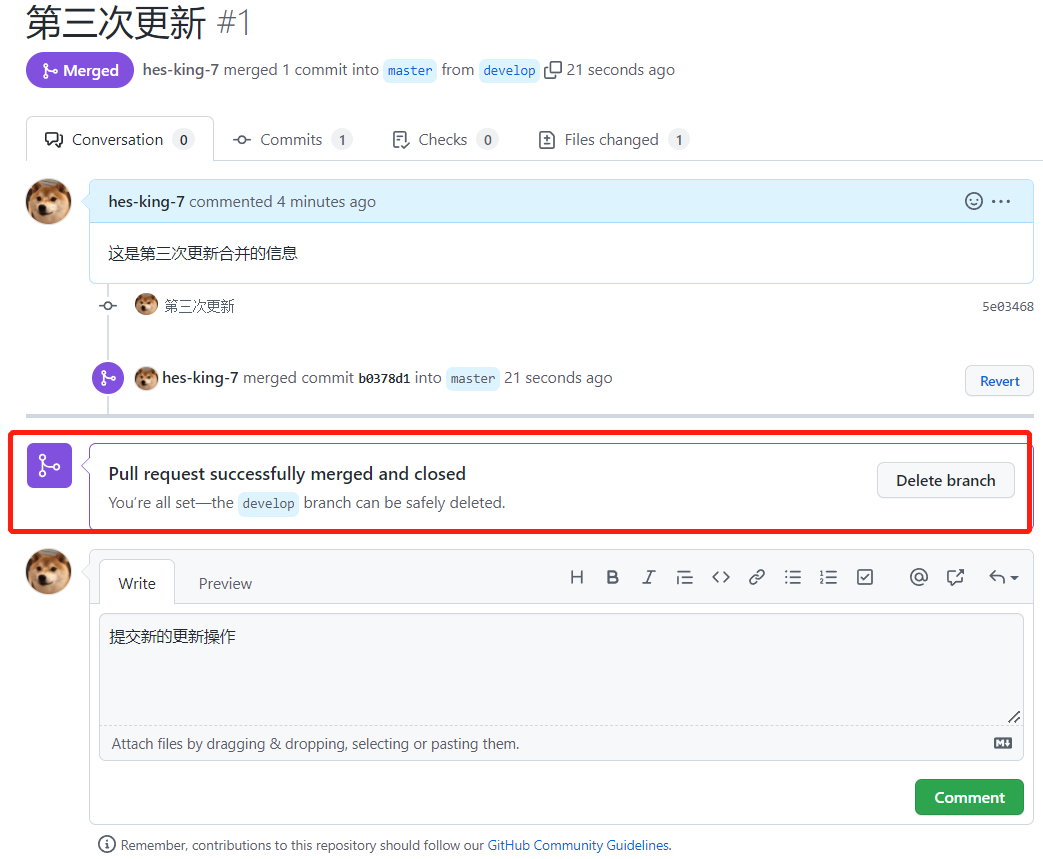 第三次更新 #1
Merged hes-king-7 merged 1 commit into master from develop 21 seconds ago
Conversation 0 Commits 1 Checks 0 Files changed 1
hes-king-7 commented 4 minutes ago
这是第三次更新合并的信息
第三次更新 5e03468
hes-king-7 merged commit b0378d1 into master 21 seconds ago
Revert
Pull request successfully merged and closed
You’re all set—the develop branch can be safely deleted.
Delete branch
Write Preview
提交新的更新操作
Attach files by dragging & dropping, selecting or pasting them.
Comment
Remember, contributions to this repository should follow our GitHub Community Guidelines.